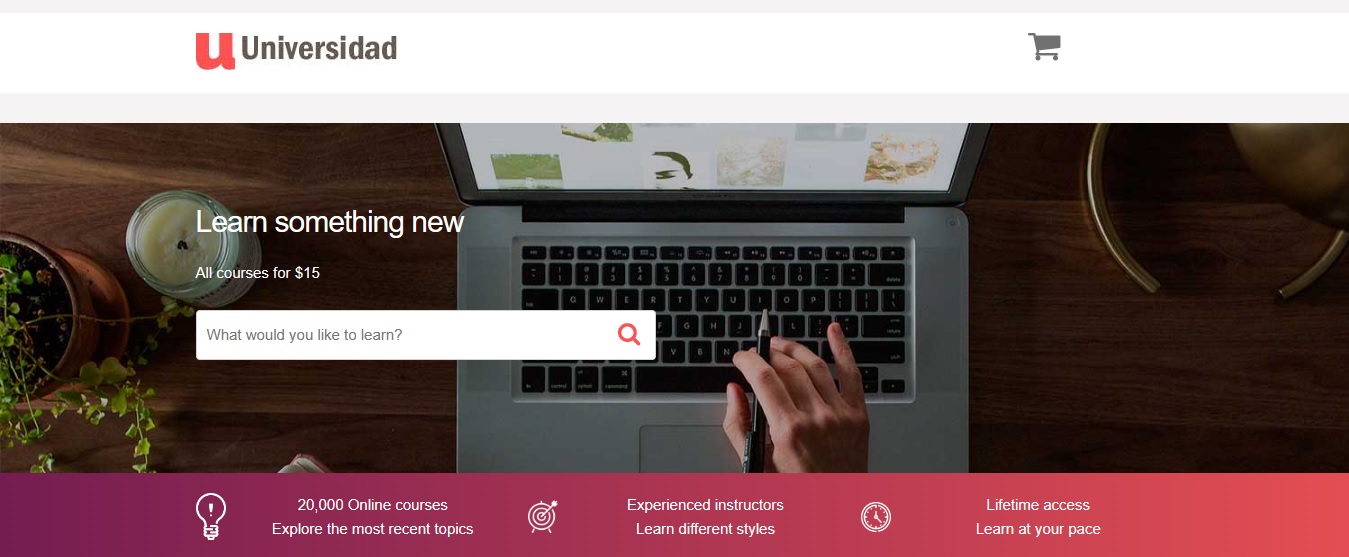 Universidad
Learn something new
All courses for $15
What would you like to learn?
20,000 Online courses
Explore the most recent topics
Experienced instructors
Learn different styles
Lifetime access
Learn at your pace